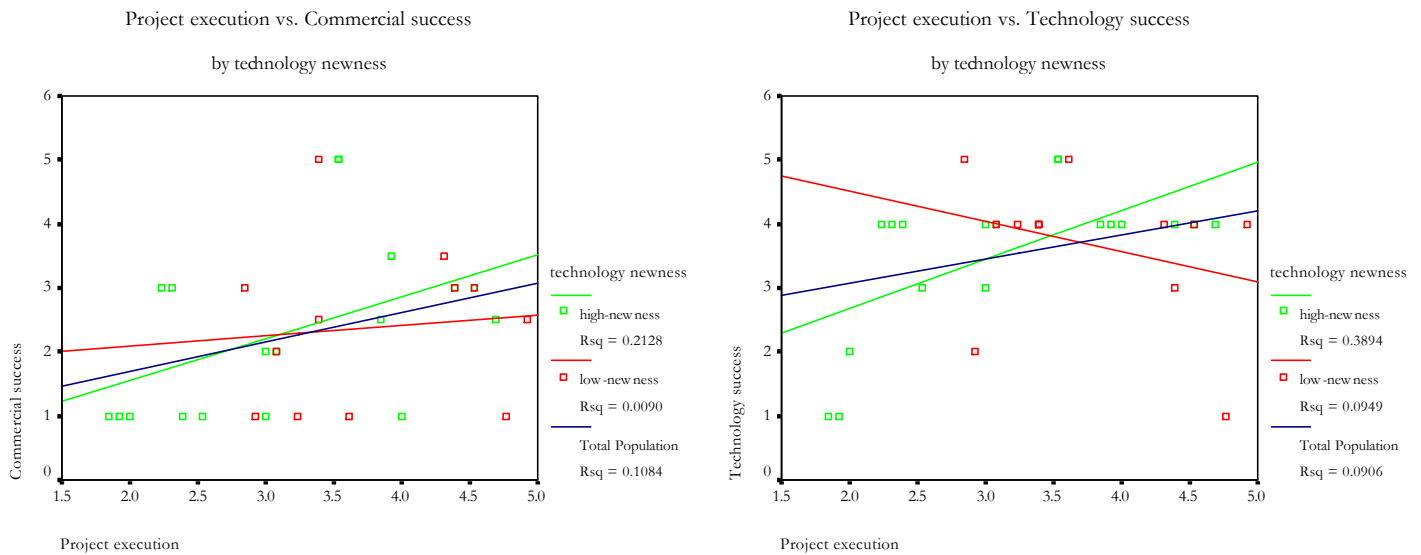 Project execution vs. Commercial success
by technology newness
Commercial success
6
5
4
3
2
1
0
1.5 2.0 2.5 3.0 3.5 4.0 4.5 5.0
Project execution
technology newness
high-newness
Rsq = 0.2128
low-newness
Rsq = 0.0090
Total Population
Rsq = 0.1084
Project execution vs. Technology success
by technology newness
Technology success
6
5
4
3
2
1
0
1.5 2.0 2.5 3.0 3.5 4.0 4.5 5.0
Project execution
technology newness
high-newness
Rsq = 0.3894
low-newness
Rsq = 0.0949
Total Population
Rsq = 0.0906